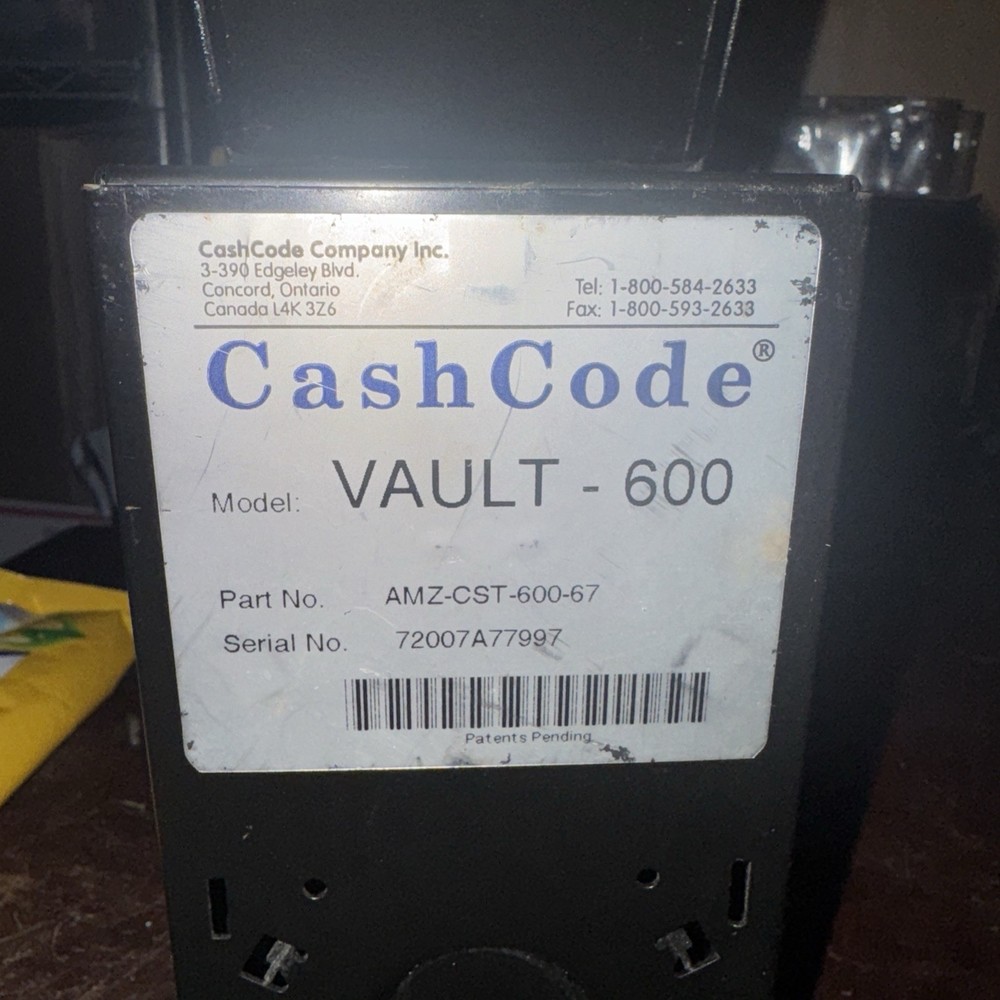 CashCode Company Inc.
3-390 Edgeley Blvd.
Concord, Ontario
Canada L4K 3Z6
Tel: 1-800-584-2633
Fax: 1-800-593-2633
CashCode®
Model: VAULT - 600
Part No. AMZ-CST-600-67
Serial No. 72007A77997
Patents Pending